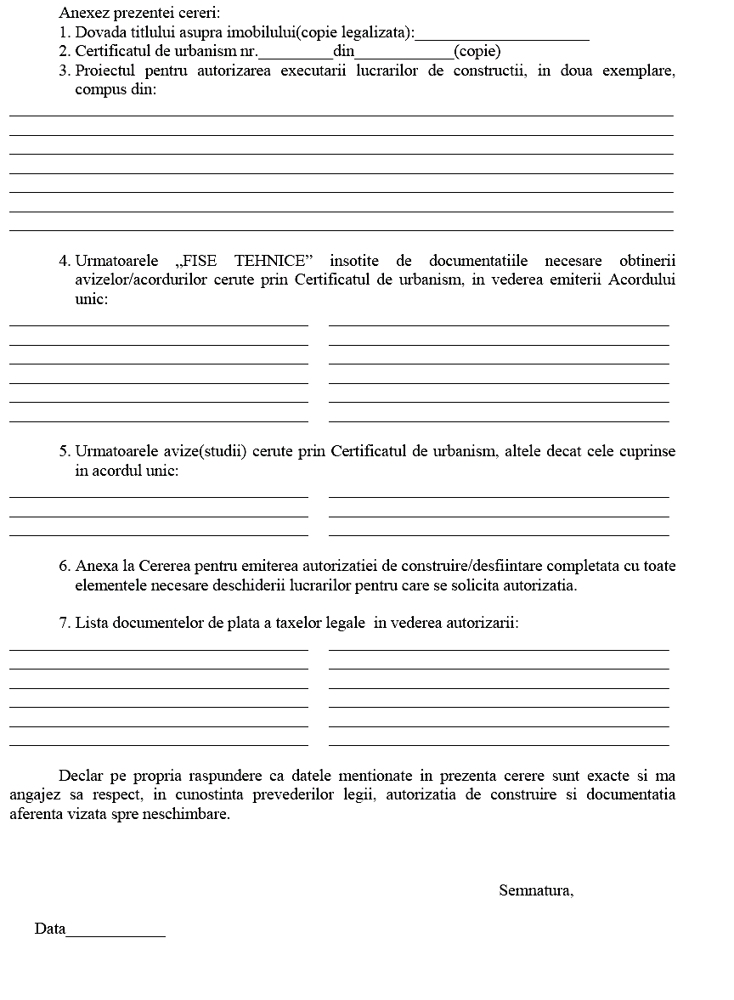 Anexez prezentei cereri:
1. Dovada titlului asupra imobilului(copie legalizata):_____________________
2. Certificatul de urbanism nr._________din____________(copie)
3. Proiectul pentru autorizarea executarii lucrarilor de constructii, in doua exemplare,
compus din:
4. Urmatoarele „FISE TEHNICE” insotite de documentatiile necesare obtinerii
avizelor/acordurilor cerute prin Certificatul de urbanism, in vederea emiterii Acordului
unic:
5. Urmatoarele avize(studii) cerute prin Certificatul de urbanism, altele decat cele cuprinse
in acordul unic:
6. Anexa la Cererea pentru emiterea autorizatiei de construire/desfiintare completata cu toate
elementele necesare deschiderii lucrarilor pentru care se solicita autorizatia.
7. Lista documentelor de plata a taxelor legale in vederea autorizarii:
Declar pe propria raspundere ca datele mentionate in prezenta cerere sunt exacte si ma
angajez sa respect, in cunostinta prevederilor legii, autorizatia de construire si documentatia
aferenta vizata spre neschimbare.
Semnatura,
Data____________